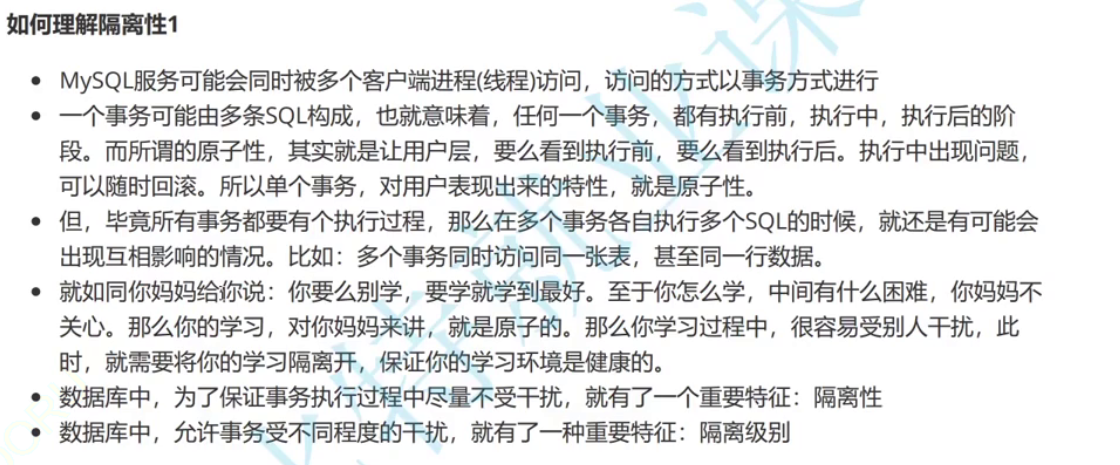 如何理解隔离性1
• MySQL服务可能会同时被多个客户端进程(线程)访问，访问的方式以事务方式进行
• 一个事务可能由多条SQL构成，也就意味着，任何一个事务，都有执行前，执行中，执行后的阶
段。而所谓的原子性，其实就是让用户层，要么看到执行前，要么看到执行后。执行中出现问题，
可以随时回滚。所以单个事务，对用户表现出来的特性，就是原子性。
• 但，毕竟所有事务都要有个执行过程，那么在多个事务各自执行多个SQL的时候，就还是有可能会
出现互相影响的情况。比如：多个事务同时访问同一张表，甚至同一行数据。
• 就如同你妈妈给你说：你要么别学，要学就学到最好。至于你怎么学，中间有什么困难，你妈妈不
关心。那么你的学习，对你妈妈来讲，就是原子的。那么你学习过程中，很容易受别人干扰，此
时，就需要将你的学习隔离开，保证你的学习环境是健康的。
• 数据库中，为了保证事务执行过程中尽量不受干扰，就有了一个重要特征：隔离性
• 数据库中，允许事务受不同程度的干扰，就有了一种重要特征：隔离级别
特就业课